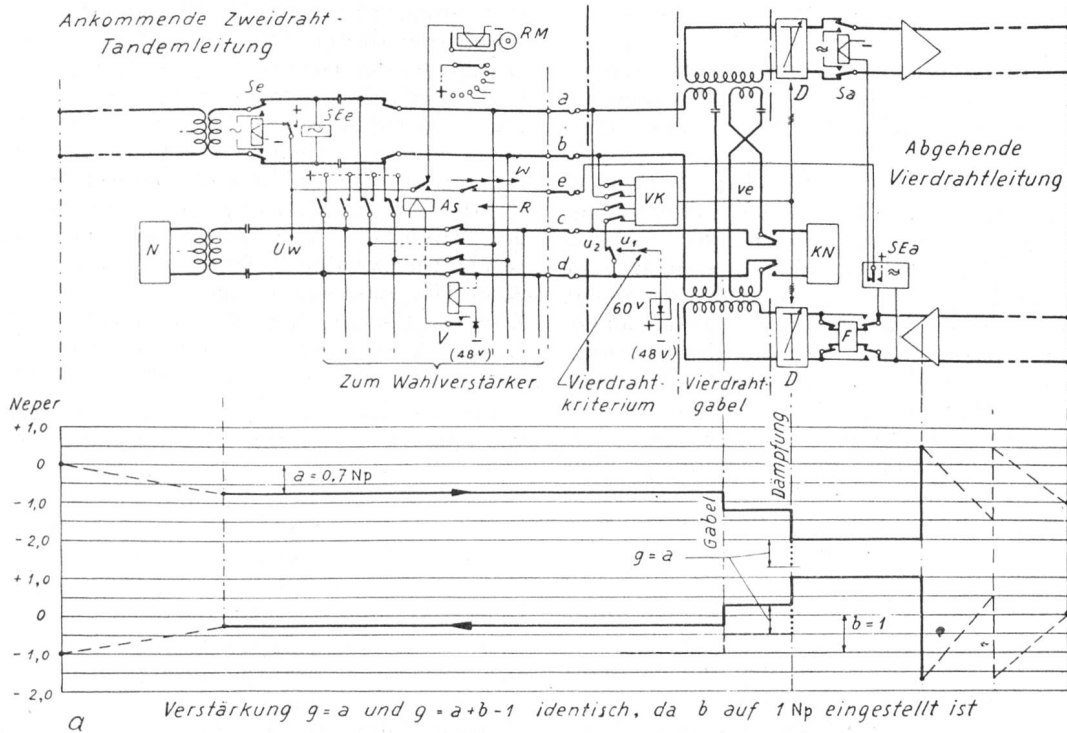 Ankommende Zweidraht-
Tandemleitung
RM
Se
SEe
a
b
e
c
d
W
R
As
Uw
N
V
(48V)
Zum Wahlverstärker
VK
u2
u1
60V
(48V)
Vierdraht-
kriterium
Vierdraht-
gabel
ve
D
Sa
Abgehende
Vierdrahtleitung
KN
SEa
F
D
Neper
+ 1,0
0
- 1,0
- 2,0
+ 1,0
0
- 1,0
- 2,0
a = 0.7 Np
Gabel
Dämpfung
g = a
b = 1
a
Verstärkung g = a und g = a + b - 1 identisch, da b auf 1 Np eingestellt ist